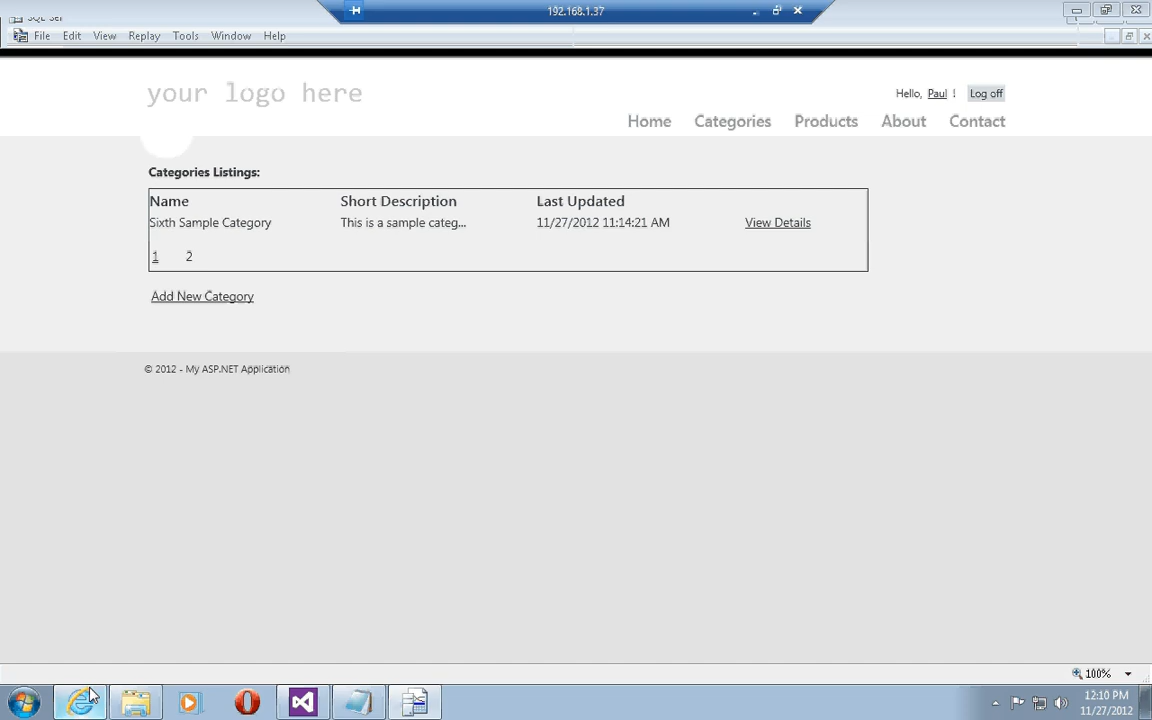 192.168.1.37
File Edit View Replay Tools Window Help
your logo here
Hello, Paul ! Log off
Home Categories Products About Contact
Categories Listings:
Name Short Description Last Updated
Sixth Sample Category This is a sample categ... 11/27/2012 11:14:21 AM View Details
1 2
Add New Category
© 2012 - My ASP.NET Application
100%
12:10 PM
11/27/2012